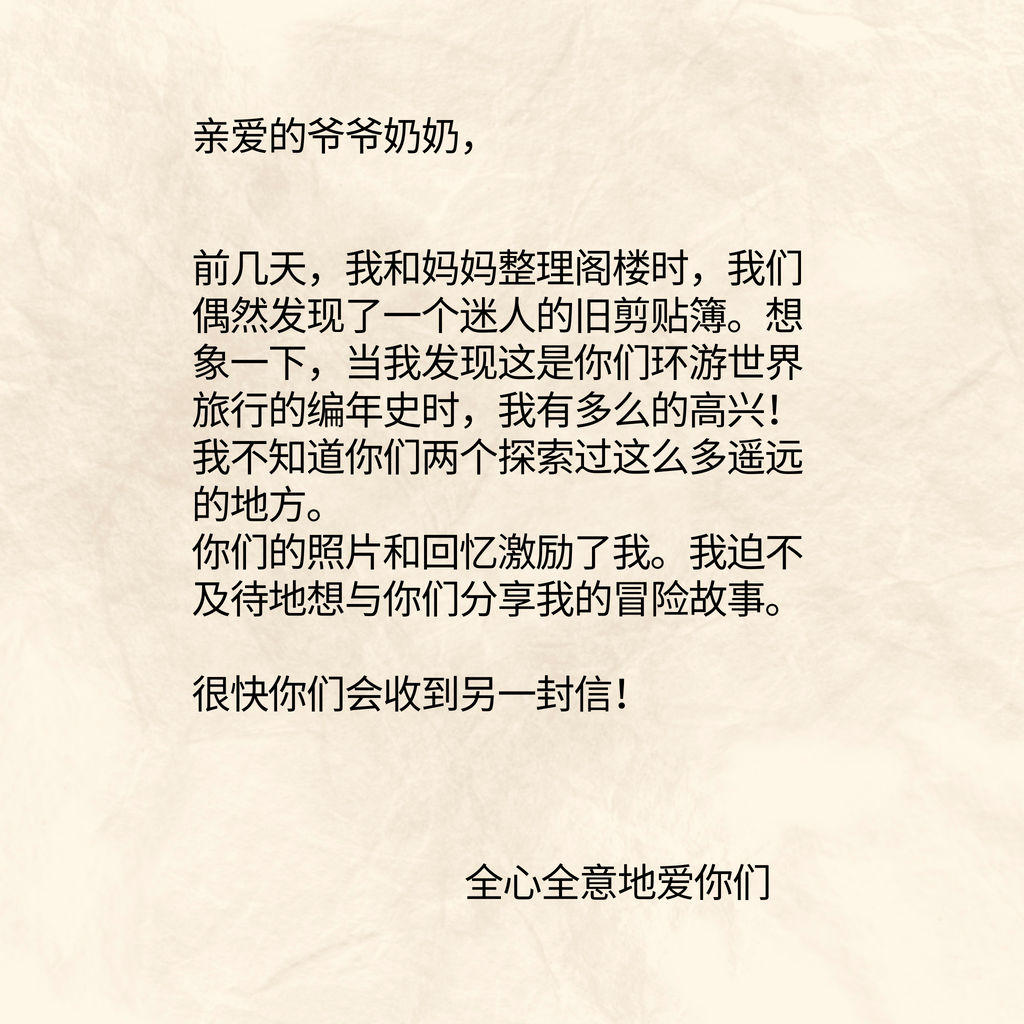 亲爱的爷爷奶奶，
前几天，我和妈妈整理阁楼时，我们
偶然发现了一个迷人的旧剪贴簿。想
象一下，当我发现这是你们环游世界
旅行的编年史时，我有多么的高兴！
我不知道你们两个探索过这么多遥远
的地方。
你们的照片和回忆激励了我。我迫不
及待地想与你们分享我的冒险故事。
很快你们会收到另一封信！
全心全意地爱你们